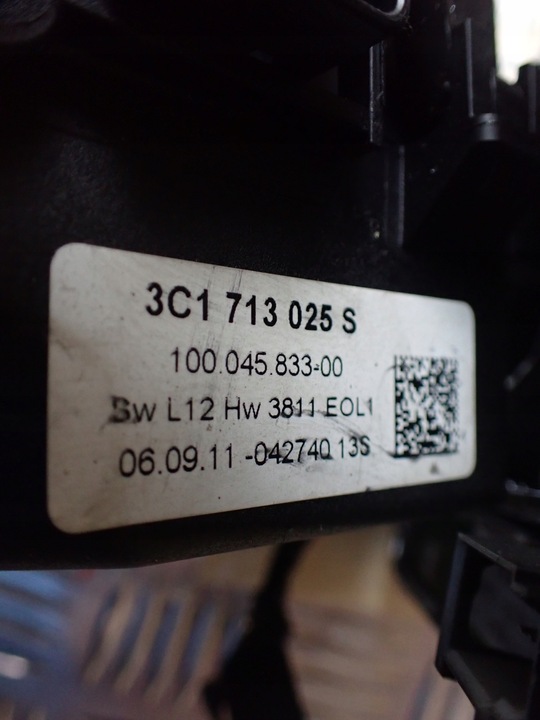 3C1 713 025 S
100.045.833-00
Sw L12 Hw 3811 EOL1
06.09.11 -042740 13S